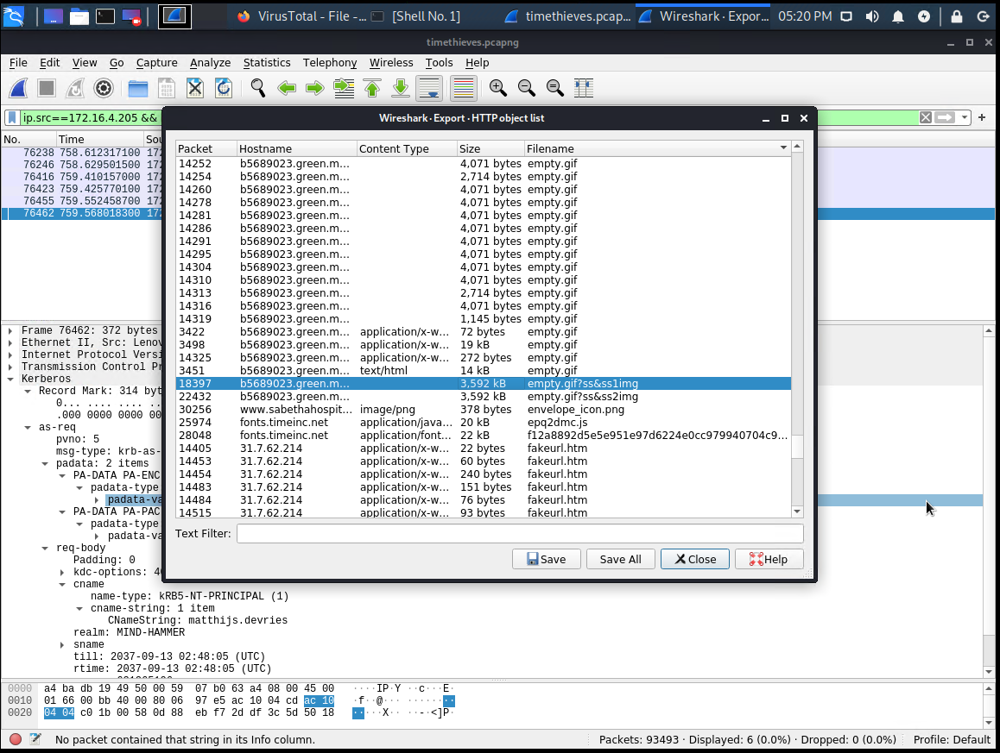 VirusTotal - File -...
[Shell No. 1]
timethieves.pcap...
Wireshark · Expor...
05:20 PM
timethieves.pcapng
File Edit View Go Capture Analyze Statistics Telephony Wireless Tools Help
ip.src==172.16.4.205 &&
No. Time Sou
76238 758.612317100 172
76246 758.629501500 172
76416 759.410157000 172
76423 759.425770100 172
76455 759.552458700 172
76462 759.568018300 172
Wireshark · Export · HTTP object list
Packet Hostname Content Type Size Filename
14252 b5689023.green.m... 4,071 bytes empty.gif
14254 b5689023.green.m... 2,714 bytes empty.gif
14260 b5689023.green.m... 4,071 bytes empty.gif
14278 b5689023.green.m... 4,071 bytes empty.gif
14281 b5689023.green.m... 4,071 bytes empty.gif
14286 b5689023.green.m... 4,071 bytes empty.gif
14291 b5689023.green.m... 4,071 bytes empty.gif
14295 b5689023.green.m... 4,071 bytes empty.gif
14304 b5689023.green.m... 4,071 bytes empty.gif
14310 b5689023.green.m... 4,071 bytes empty.gif
14313 b5689023.green.m... 2,714 bytes empty.gif
14316 b5689023.green.m... 4,071 bytes empty.gif
14319 b5689023.green.m... 1,145 bytes empty.gif
3422 b5689023.green.m... application/x-w... 72 bytes empty.gif
3498 b5689023.green.m... application/x-w... 19 kB empty.gif
14325 b5689023.green.m... application/x-w... 272 bytes empty.gif
3451 b5689023.green.m... text/html 14 kB empty.gif
18397 b5689023.green.m... 3,592 kB empty.gif?ss&ss1img
22432 b5689023.green.m... 3,592 kB empty.gif?ss&ss2img
30256 www.sabethahospit... image/png 378 bytes envelope_icon.png
25974 fonts.timeinc.net application/java... 20 kB epq2dmc.js
28048 fonts.timeinc.net application/font... 22 kB f12a8892d5e5e951e97d6224e0cc979940704c9...
14405 31.7.62.214 application/x-w... 22 bytes fakeurl.htm
14453 31.7.62.214 application/x-w... 60 bytes fakeurl.htm
14454 31.7.62.214 application/x-w... 240 bytes fakeurl.htm
14483 31.7.62.214 application/x-w... 151 bytes fakeurl.htm
14484 31.7.62.214 application/x-w... 76 bytes fakeurl.htm
14515 31.7.62.214 application/x-w... 93 bytes fakeurl.htm
Text Filter:
Save Save All Close Help
Frame 76462: 372 bytes
Ethernet II, Src: Lenov
Internet Protocol Versi
Transmission Control Pr
Kerberos
Record Mark: 314 byt
0... .... .... ....
.000 0000 0000 0000
as-req
pvno: 5
msg-type: krb-as-
padata: 2 items
PA-DATA PA-ENC
padata-type
padata-va
PA-DATA PA-PAC
padata-type
padata-va
req-body
Padding: 0
kdc-options: 40
cname
name-type: kRB5-NT-PRINCIPAL (1)
cname-string: 1 item
CNameString: matthijs.devries
realm: MIND-HAMMER
sname
till: 2037-09-13 02:48:05 (UTC)
rtime: 2037-09-13 02:48:05 (UTC)
0000 a4 ba db 19 49 50 00 59 07 b0 63 a4 08 00 45 00 ····IP·Y ··c···E·
0010 01 66 00 bb 40 00 80 06 97 e5 ac 10 04 cd ac 10 ·f··@··· ········
0020 04 04 c0 1b 00 58 0d 88 eb f7 2d df 3c 5d 50 18 ·····X·· ··-·<]P·
No packet contained that string in its Info column.
Packets: 93493 · Displayed: 6 (0.0%) · Dropped: 0 (0.0%)
Profile: Default